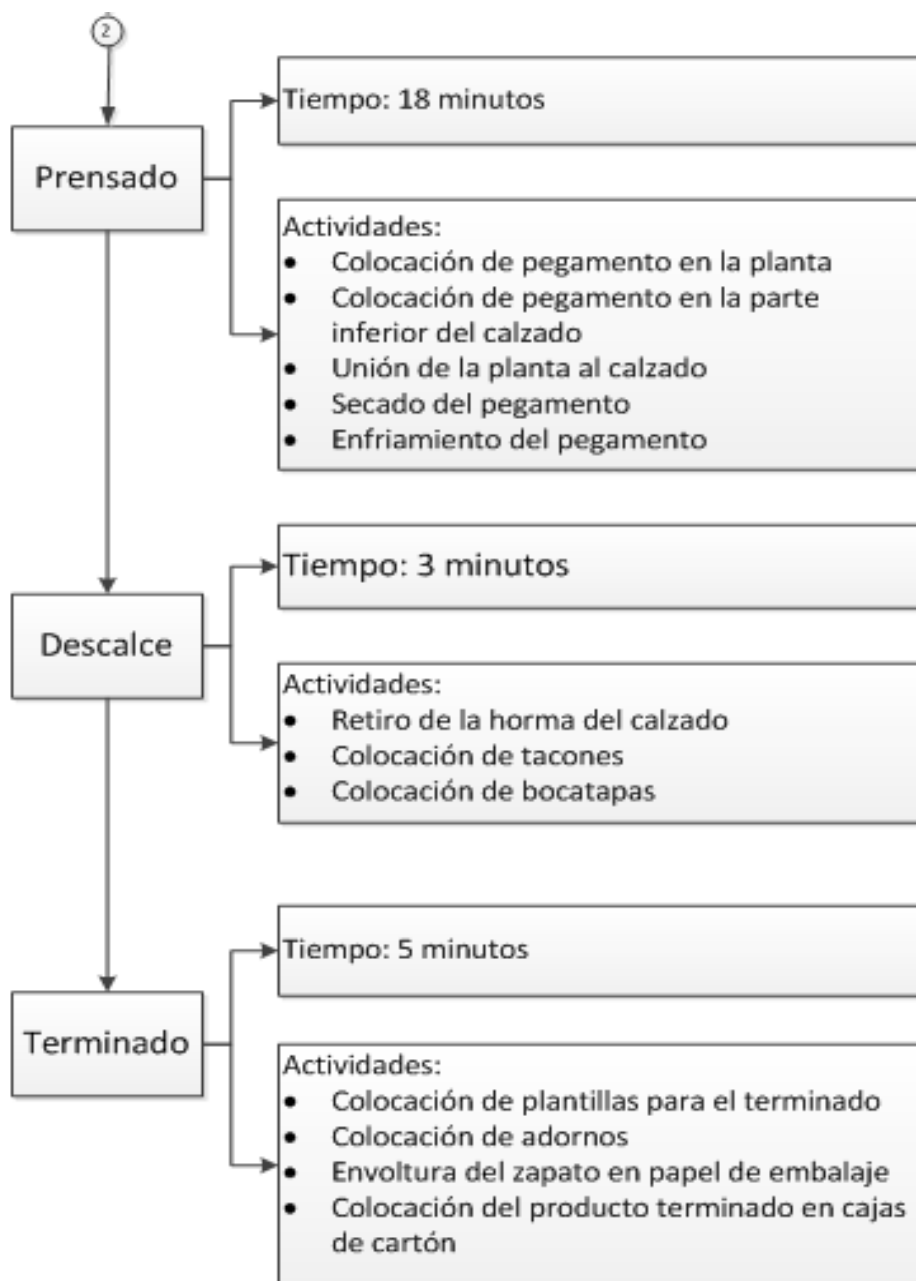 2
Prensado
Tiempo: 18 minutos
Actividades:
• Colocación de pegamento en la planta
• Colocación de pegamento en la parte
inferior del calzado
• Unión de la planta al calzado
• Secado del pegamento
• Enfriamiento del pegamento
Descalce
Tiempo: 3 minutos
Actividades:
• Retiro de la horma del calzado
• Colocación de tacones
• Colocación de bocatapas
Terminado
Tiempo: 5 minutos
Actividades:
• Colocación de plantillas para el terminado
• Colocación de adornos
• Envoltura del zapato en papel de embalaje
• Colocación del producto terminado en cajas
de cartón